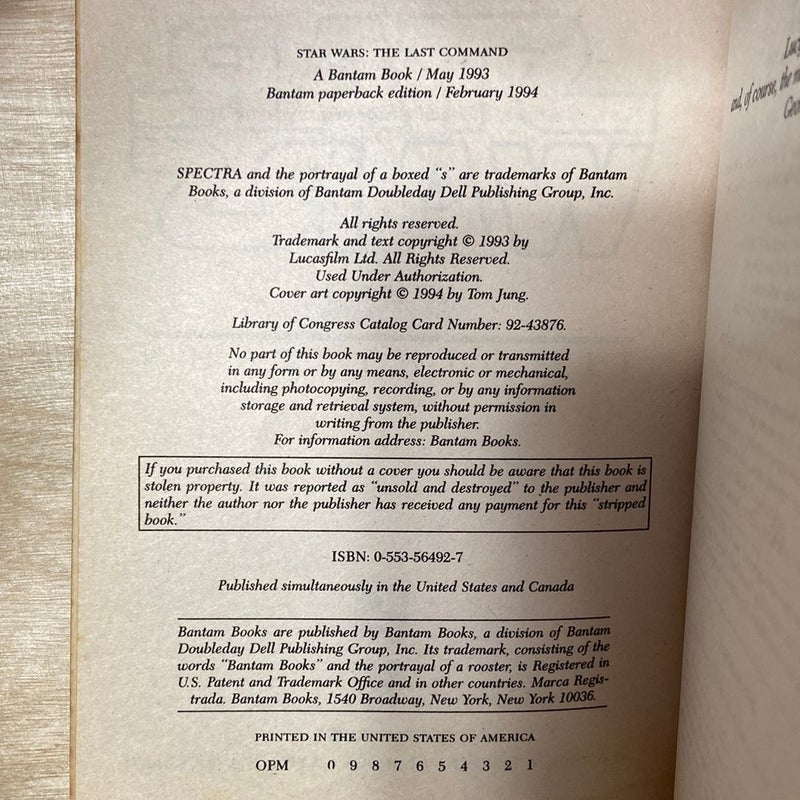 STAR WARS: THE LAST COMMAND
A Bantam Book / May 1993
Bantam paperback edition / February 1994
SPECTRA and the portrayal of a boxed "s" are trademarks of Bantam
Books, a division of Bantam Doubleday Dell Publishing Group, Inc.
All rights reserved.
Trademark and text copyright © 1993 by
Lucasfilm Ltd. All Rights Reserved.
Used Under Authorization.
Cover art copyright © 1994 by Tom Jung.
Library of Congress Catalog Card Number: 92-43876.
No part of this book may be reproduced or transmitted
in any form or by any means, electronic or mechanical,
including photocopying, recording, or by any information
storage and retrieval system, without permission in
writing from the publisher.
For information address: Bantam Books.
If you purchased this book without a cover you should be aware that this book is
stolen property. It was reported as "unsold and destroyed" to the publisher and
neither the author nor the publisher has received any payment for this "stripped
book."
ISBN: 0-553-56492-7
Published simultaneously in the United States and Canada
Bantam Books are published by Bantam Books, a division of Bantam
Doubleday Dell Publishing Group, Inc. Its trademark, consisting of the
words "Bantam Books" and the portrayal of a rooster, is Registered in
U.S. Patent and Trademark Office and in other countries. Marca Regis-
trada. Bantam Books, 1540 Broadway, New York, New York 10036.
PRINTED IN THE UNITED STATES OF AMERICA
OPM 0 9 8 7 6 5 4 3 2 1
and, of course, the